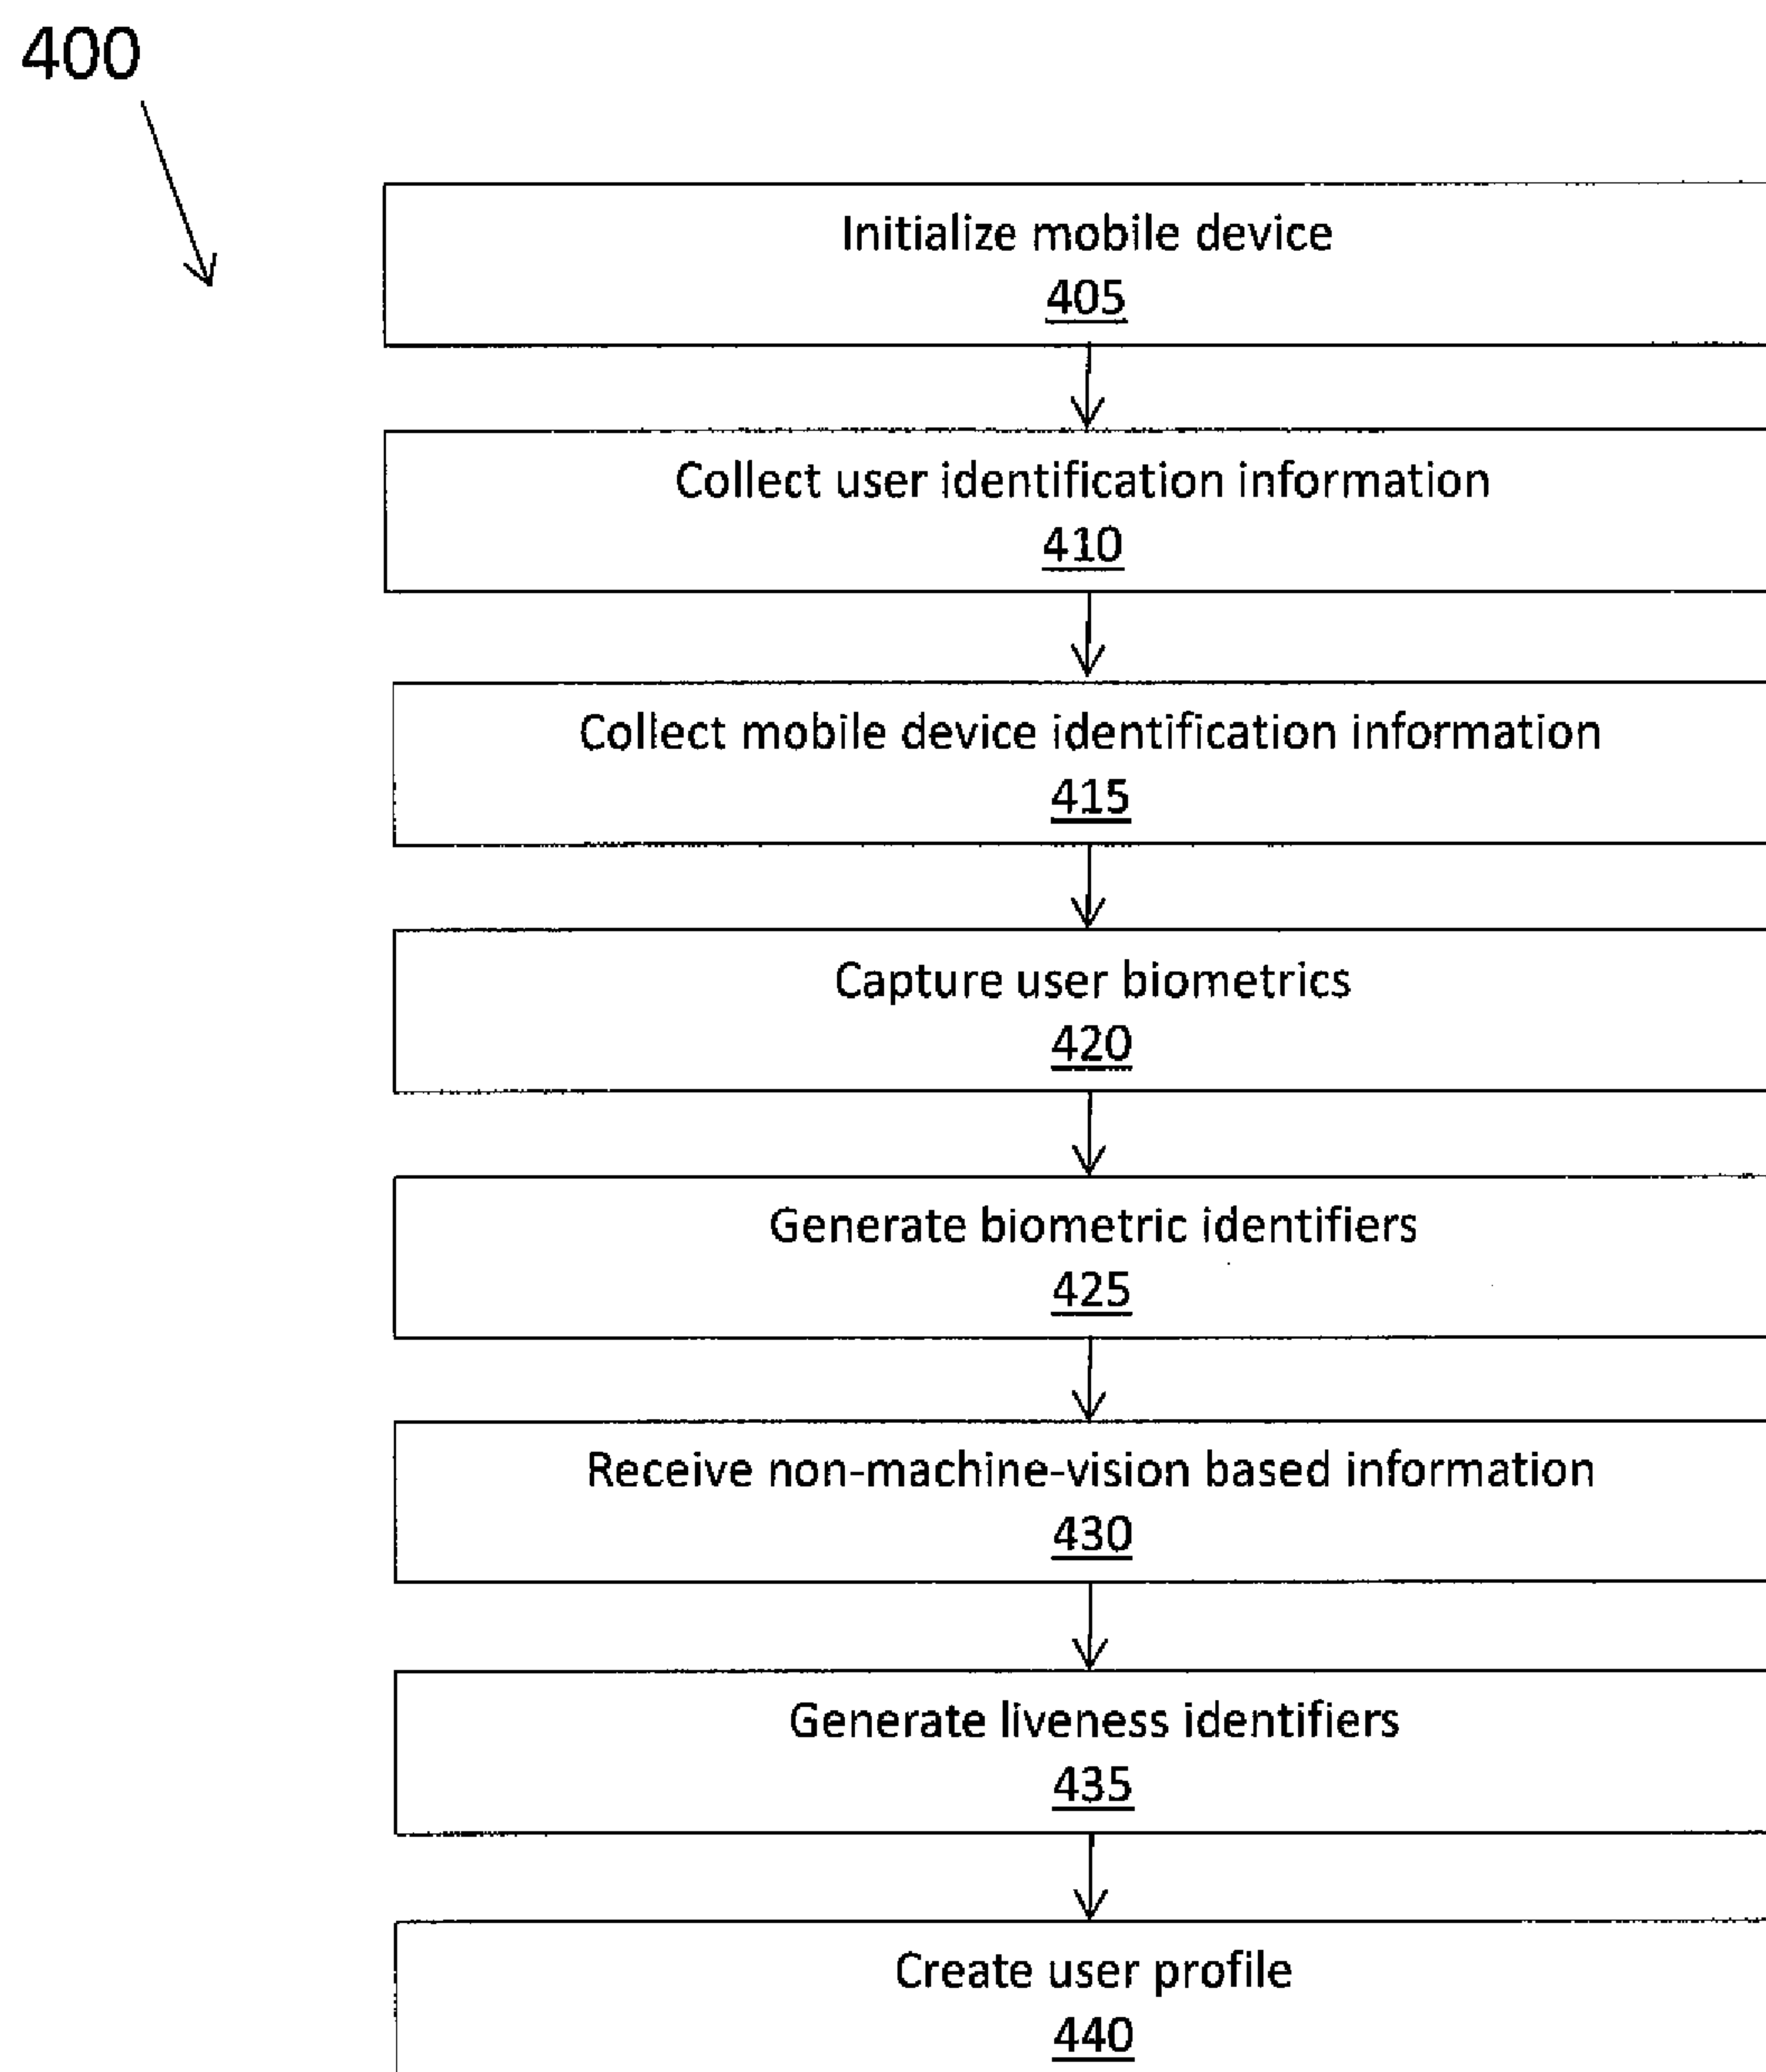 400
Initialize mobile device
405
Collect user identification information
410
Collect mobile device identification information
415
Capture user biometrics
420
Generate biometric identifiers
425
Receive non-machine-vision based information
430
Generate liveness identifiers
435
Create user profile
440